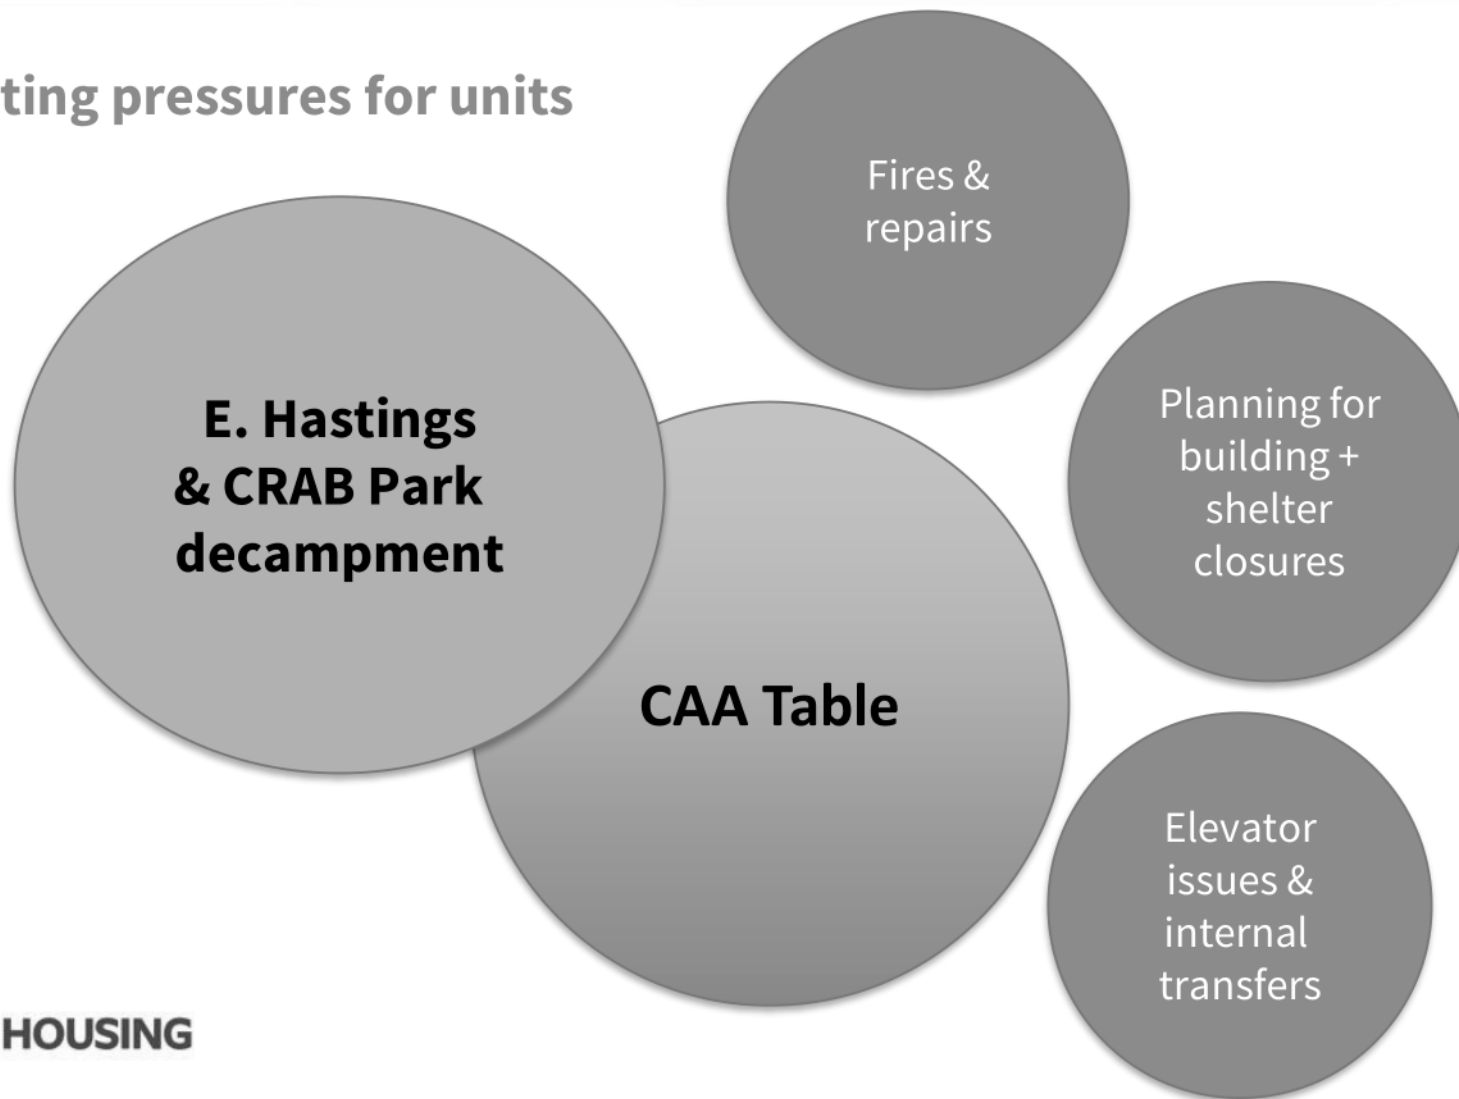 ting pressures for units
Fires &
repairs
E. Hastings
& CRAB Park
decampment
Planning for
building +
shelter
closures
CAA Table
Elevator
issues &
internal
transfers
HOUSING